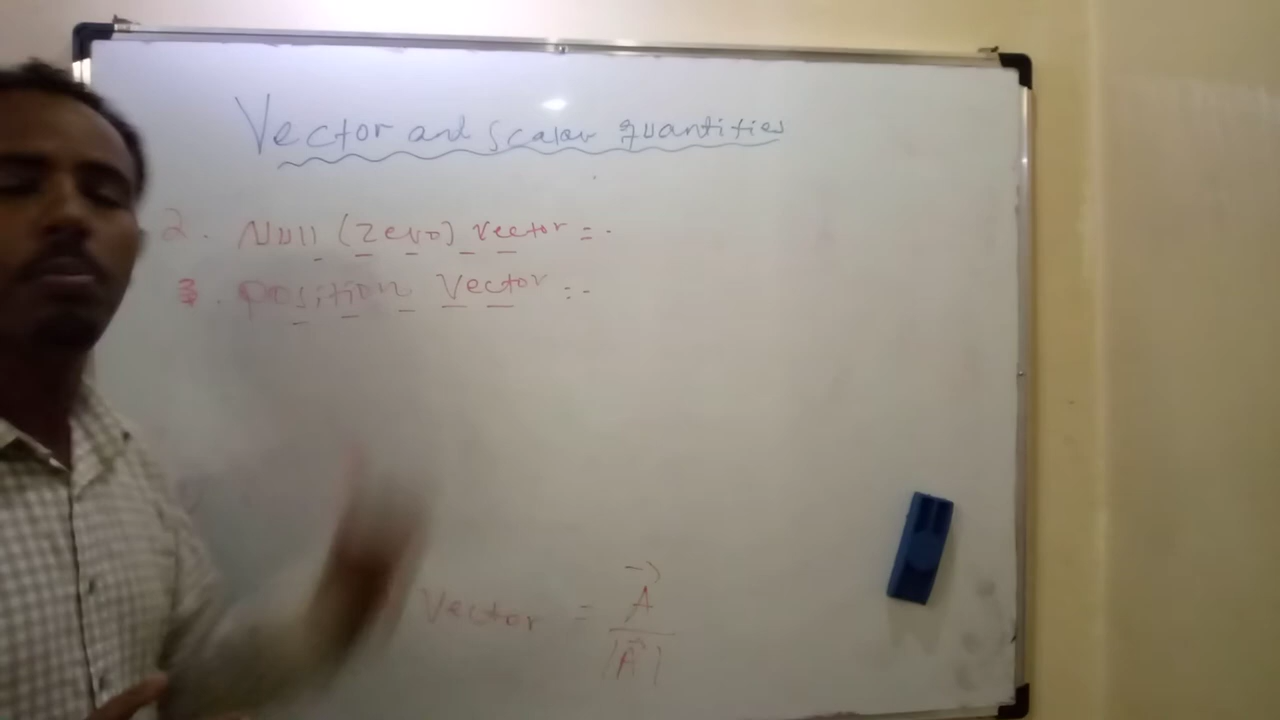 Vector and scalar quantities
2. Null (Zero) vector =.
3. position Vector :-
Vector = A⃗ / |A⃗|